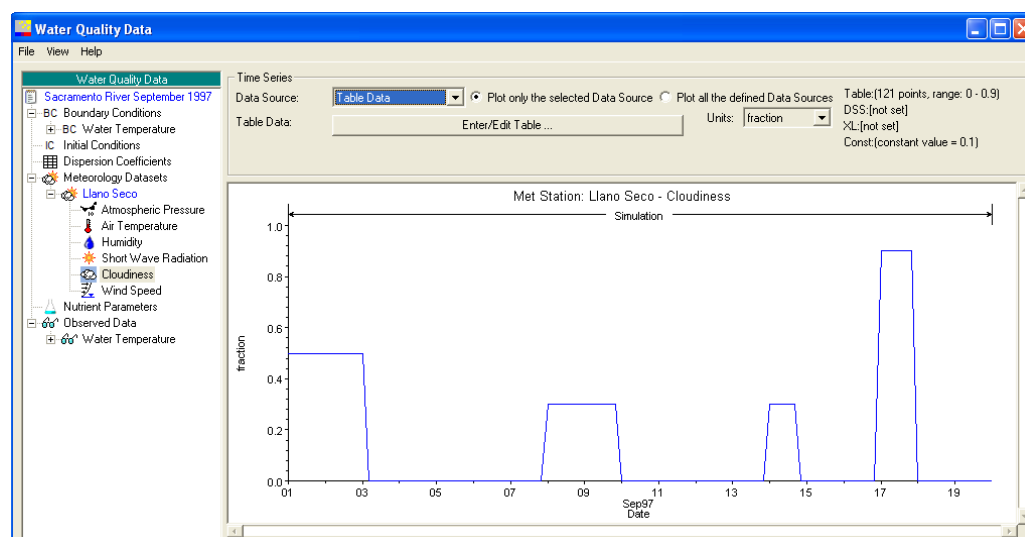 Water Quality Data
File View Help
Water Quality Data
Sacramento River September 1997
BC Boundary Conditions
BC Water Temperature
IC Initial Conditions
Dispersion Coefficients
Meteorology Datasets
Llano Seco
Atmospheric Pressure
Air Temperature
Humidity
Short Wave Radiation
Cloudiness
Wind Speed
Nutrient Parameters
Observed Data
Water Temperature
Time Series
Data Source: Table Data Plot only the selected Data Source Plot all the defined Data Sources
Table Data: Enter/Edit Table ... Units: fraction
Table:(121 points, range: 0 - 0.9)
DSS:[not set]
XL:[not set]
Const:(constant value = 0.1)
Met Station: Llano Seco - Cloudiness
Simulation
1.0
0.8
0.6
0.4
0.2
0.0
fraction
01 03 05 07 09 11 13 15 17 19
Sep97
Date